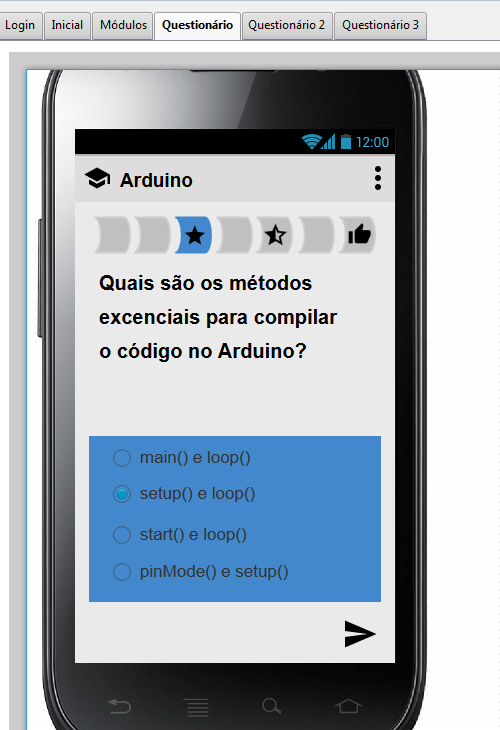 Login Inicial Módulos Questionário Questionário 2 Questionário 3
12:00
Arduino
Quais são os métodos
excenciais para compilar
o código no Arduino?
main() e loop()
setup() e loop()
start() e loop()
pinMode() e setup()